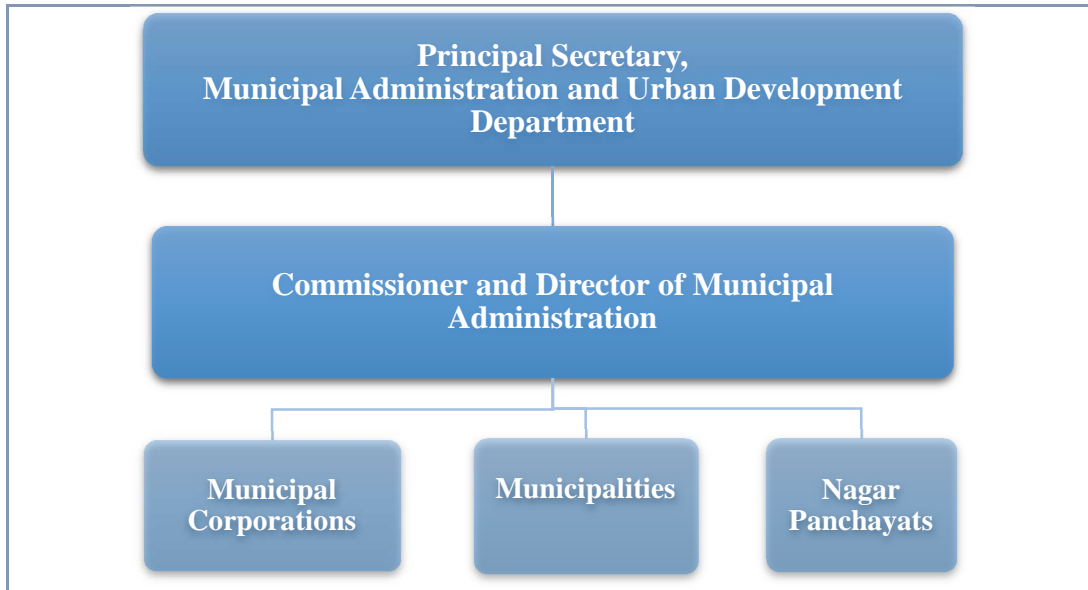 Principal Secretary,
Municipal Administration and Urban Development
Department
Commissioner and Director of Municipal
Administration
Municipal
Corporations
Municipalities
Nagar
Panchayats